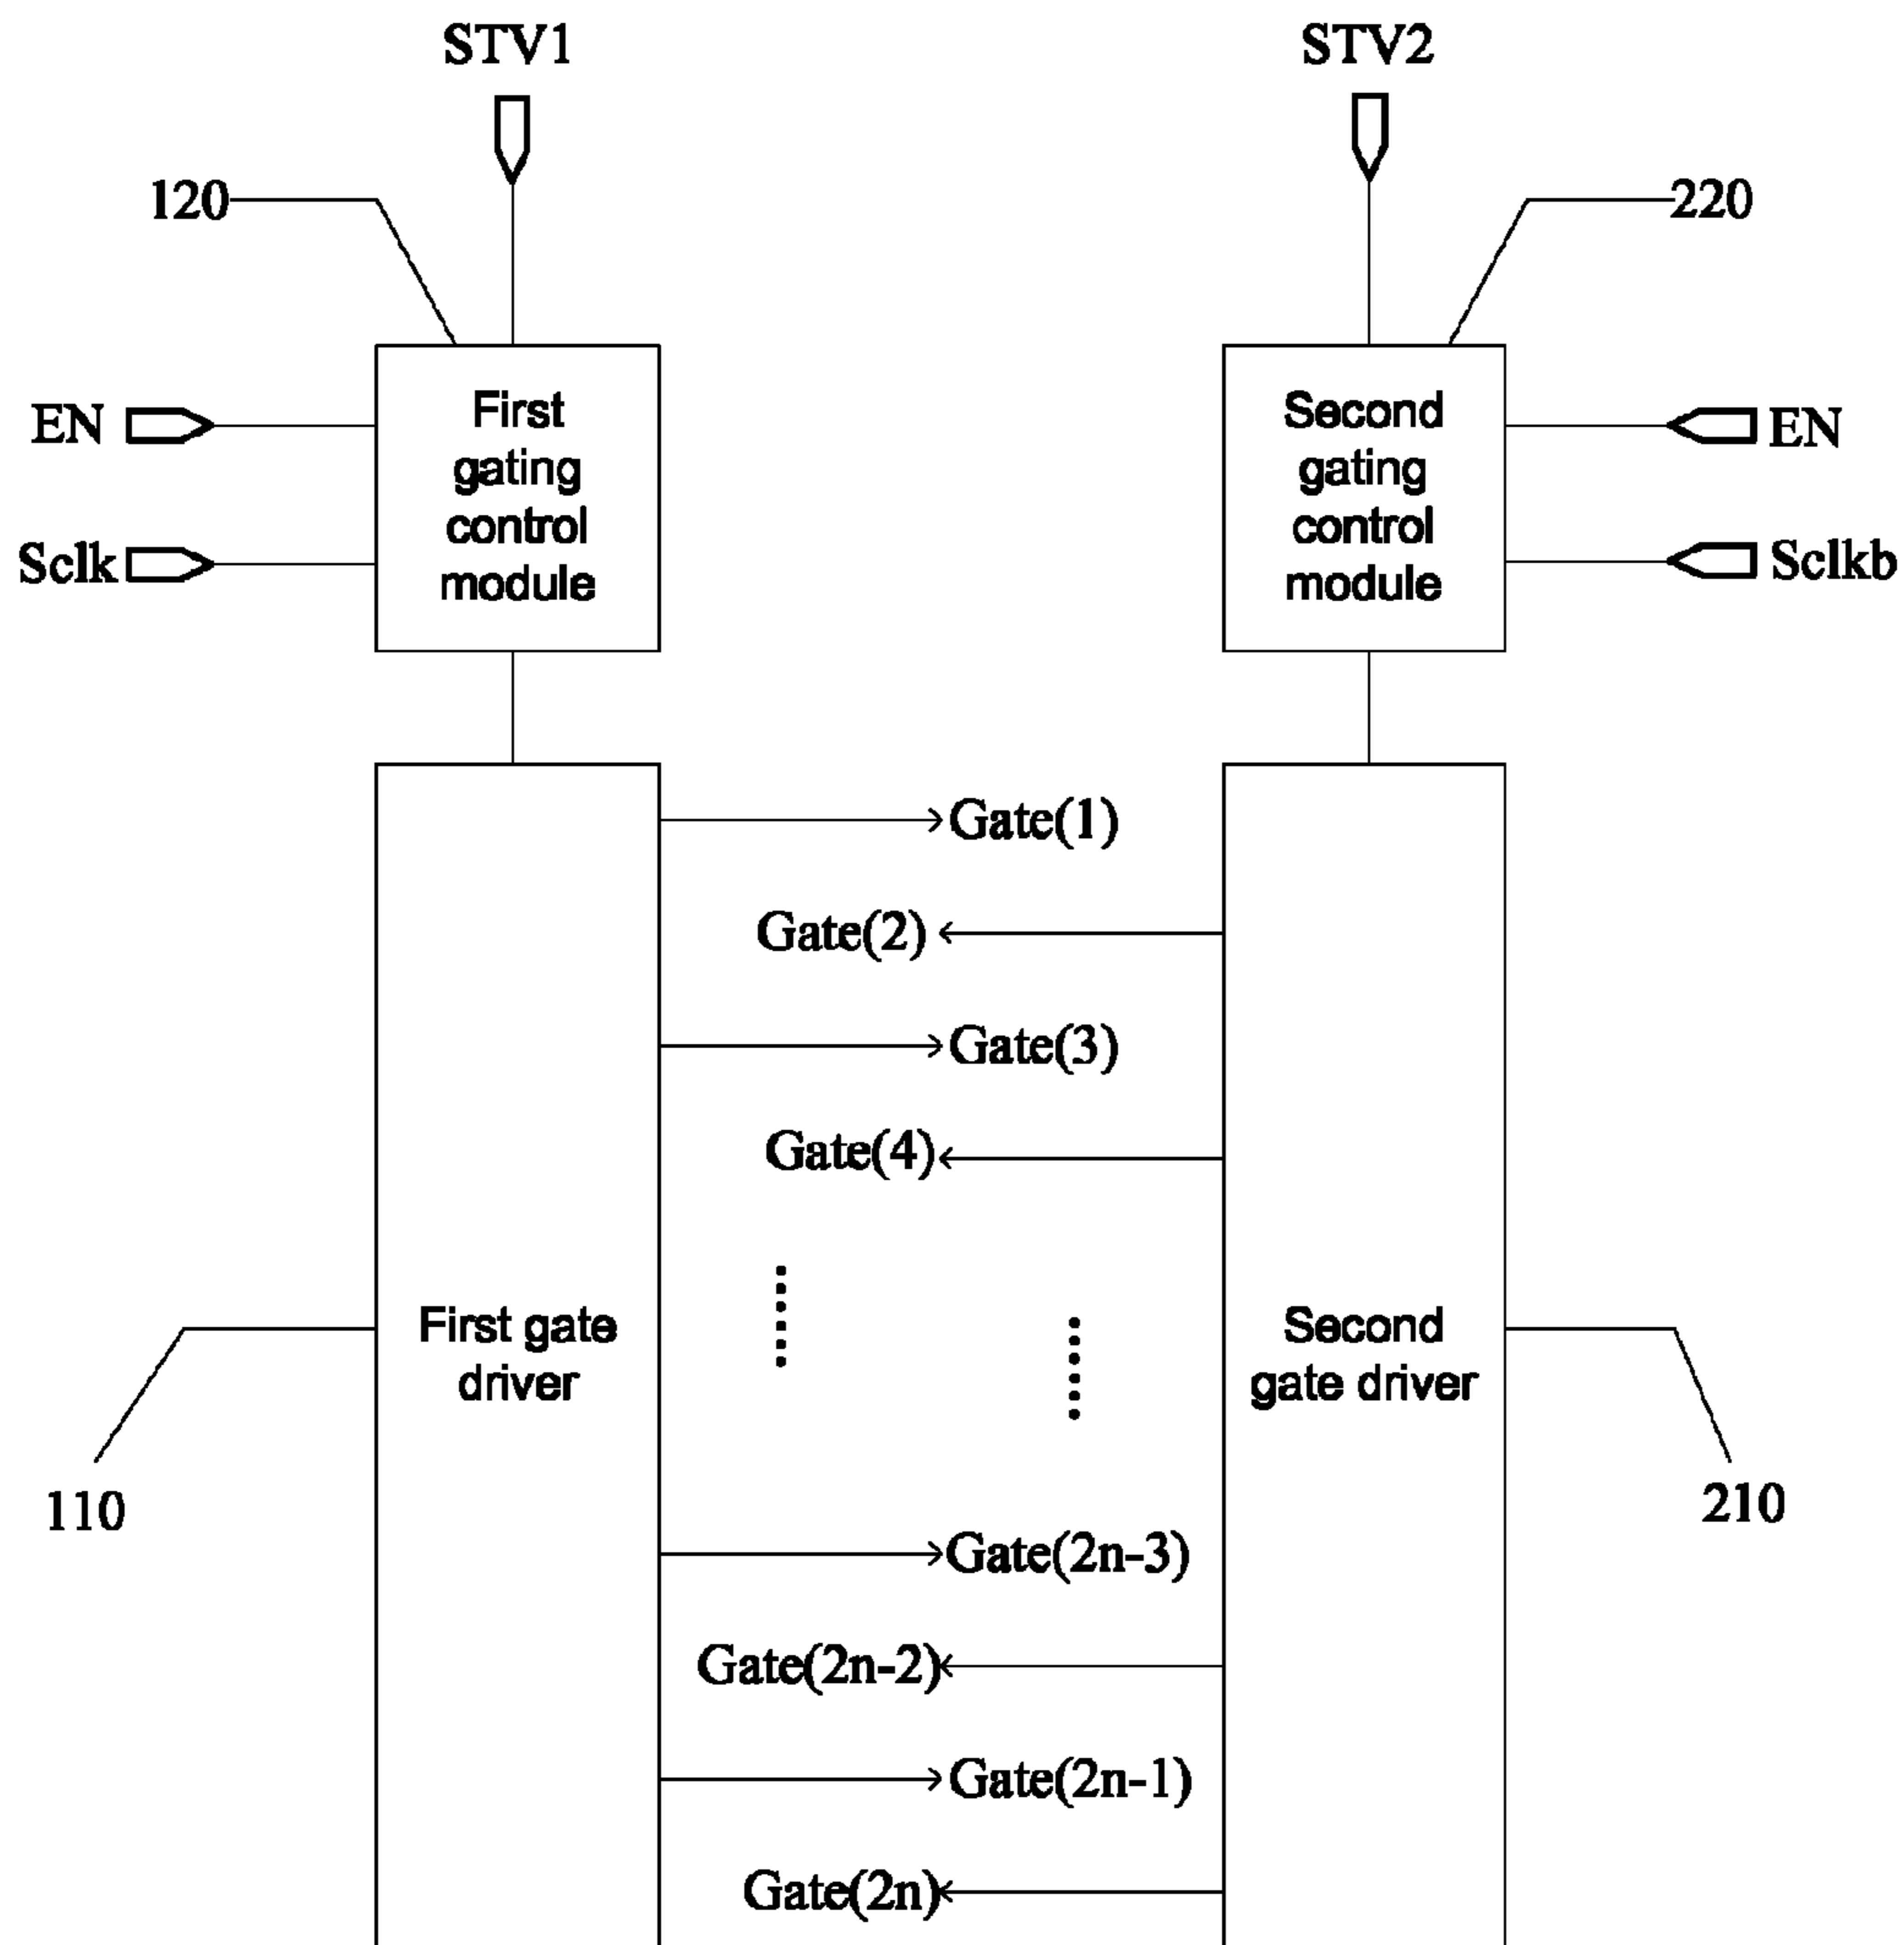 STV1
STV2
120
220
EN
First
gating
control
module
Second
gating
control
module
EN
Sclk
Sclkb
Gate(1)
Gate(2)
Gate(3)
Gate(4)
First gate
driver
Second
gate driver
110
210
Gate(2n-3)
Gate(2n-2)
Gate(2n-1)
Gate(2n)